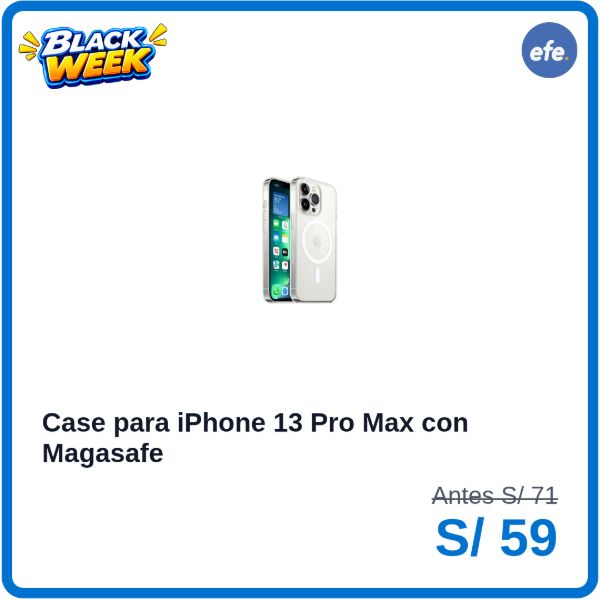 BLACK
WEEK
efe.
Case para iPhone 13 Pro Max con
Magasafe
Antes S/ 71
S/ 59